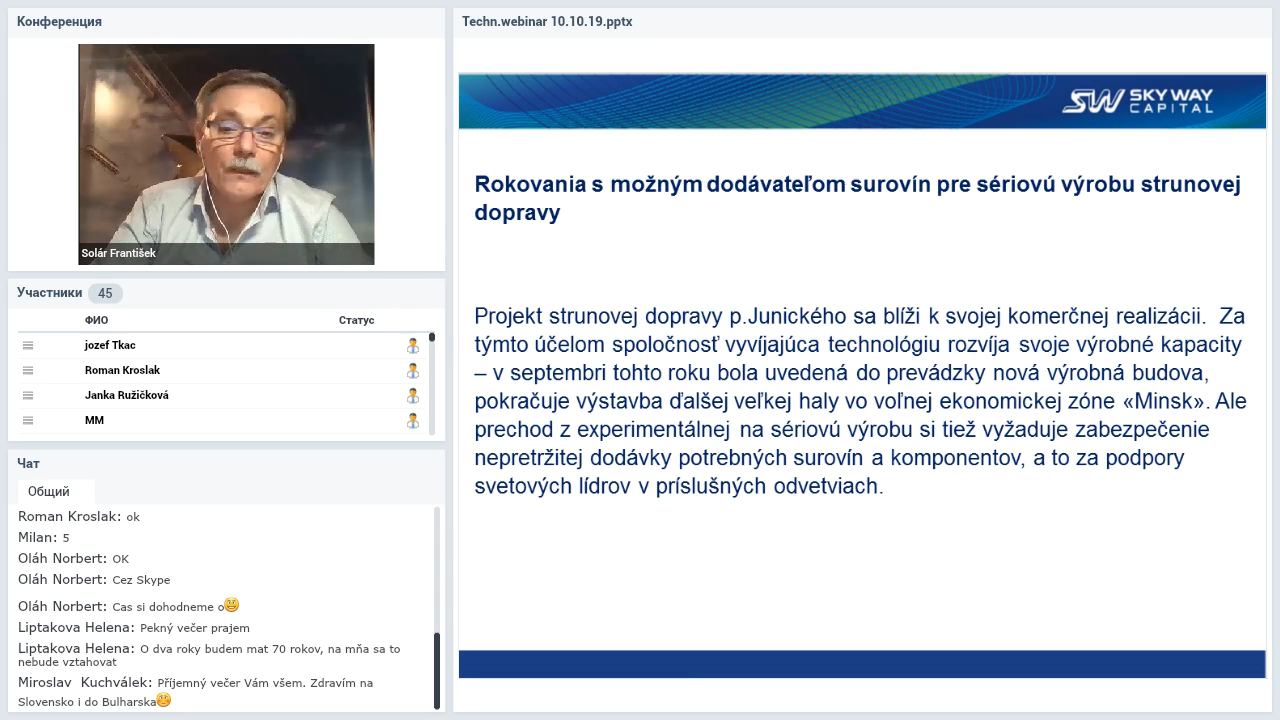 Конференция
Solár František
Участники 45
ФИО Статус
jozef Tkac
Roman Kroslak
Janka Ružičková
MM
Чат
Общий
Roman Kroslak: ok
Milan: 5
Oláh Norbert: OK
Oláh Norbert: Cez Skype
Oláh Norbert: Cas si dohodneme o
Liptakova Helena: Pekný večer prajem
Liptakova Helena: O dva roky budem mat 70 rokov, na mňa sa to
nebude vztahovat
Miroslav Kuchválek: Příjemný večer Vám všem. Zdravím na
Slovensko i do Bulharska
Techn.webinar 10.10.19.pptx
SW SKY WAY
CAPITAL
Rokovania s možným dodávateľom surovín pre sériovú výrobu strunovej
dopravy
Projekt strunovej dopravy p.Junického sa blíži k svojej komerčnej realizácii. Za
týmto účelom spoločnosť vyvíjajúca technológiu rozvíja svoje výrobné kapacity
– v septembri tohto roku bola uvedená do prevádzky nová výrobná budova,
pokračuje výstavba ďalšej veľkej haly vo voľnej ekonomickej zóne «Minsk». Ale
prechod z experimentálnej na sériovú výrobu si tiež vyžaduje zabezpečenie
nepretržitej dodávky potrebných surovín a komponentov, a to za podpory
svetových lídrov v príslušných odvetviach.